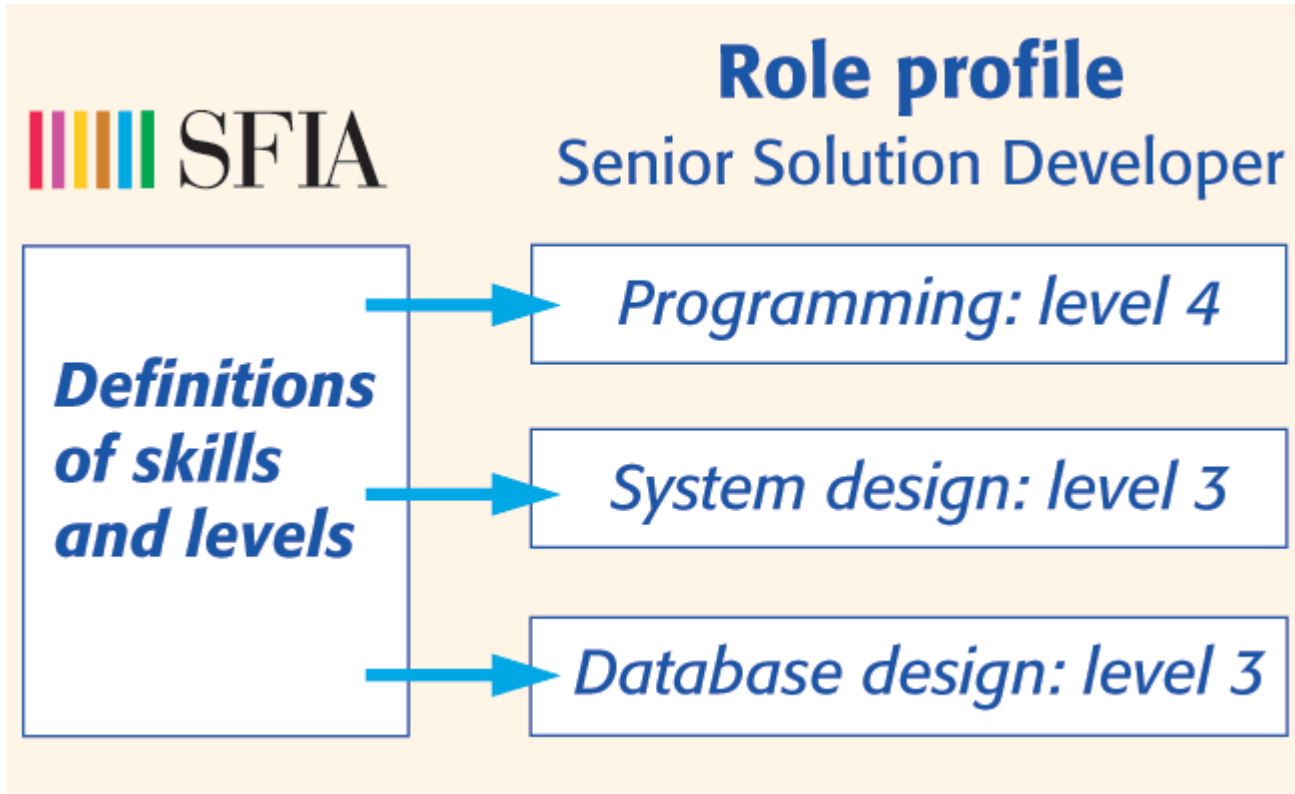 Role profile
SFIA
Senior Solution Developer
Definitions
of skills
and levels
Programming: level 4
System design: level 3
Database design: level 3